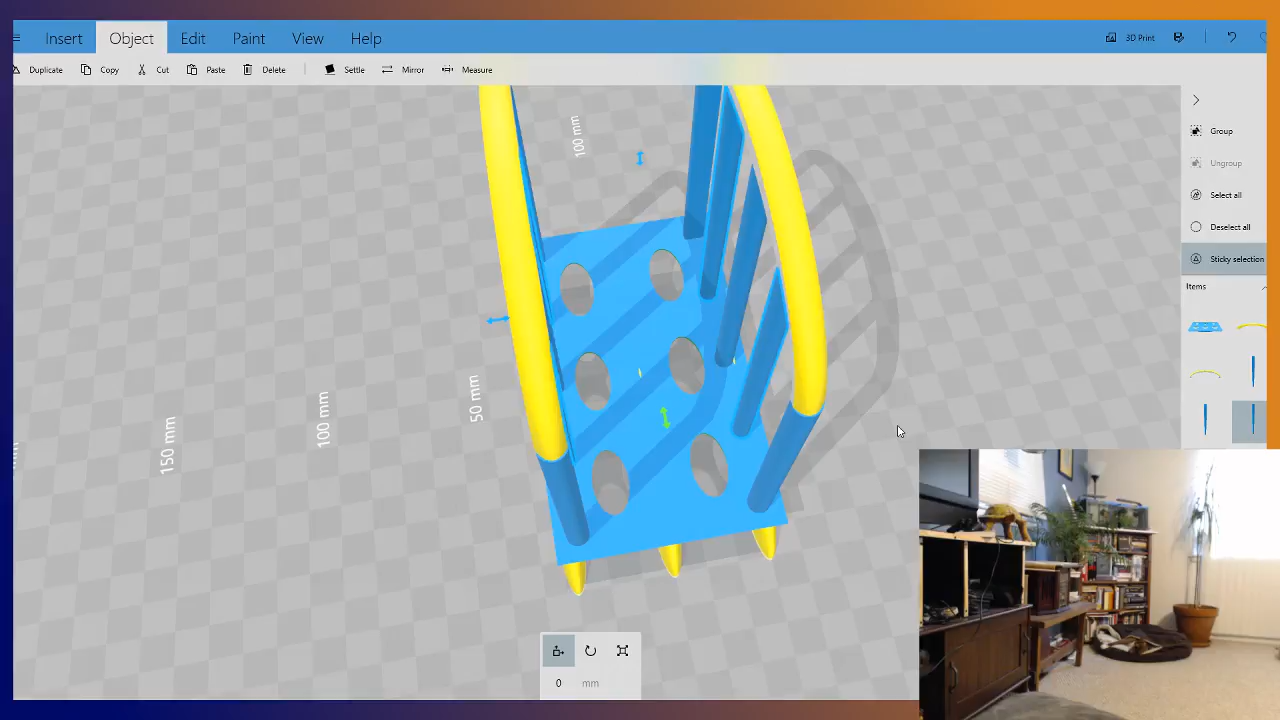 Insert Object Edit Paint View Help 3D Print
Duplicate Copy Cut Paste Delete Settle Mirror Measure
100 mm
Group
Ungroup
Select all
Deselect all
Sticky selection
Items
50 mm
100 mm
150 mm
0 mm